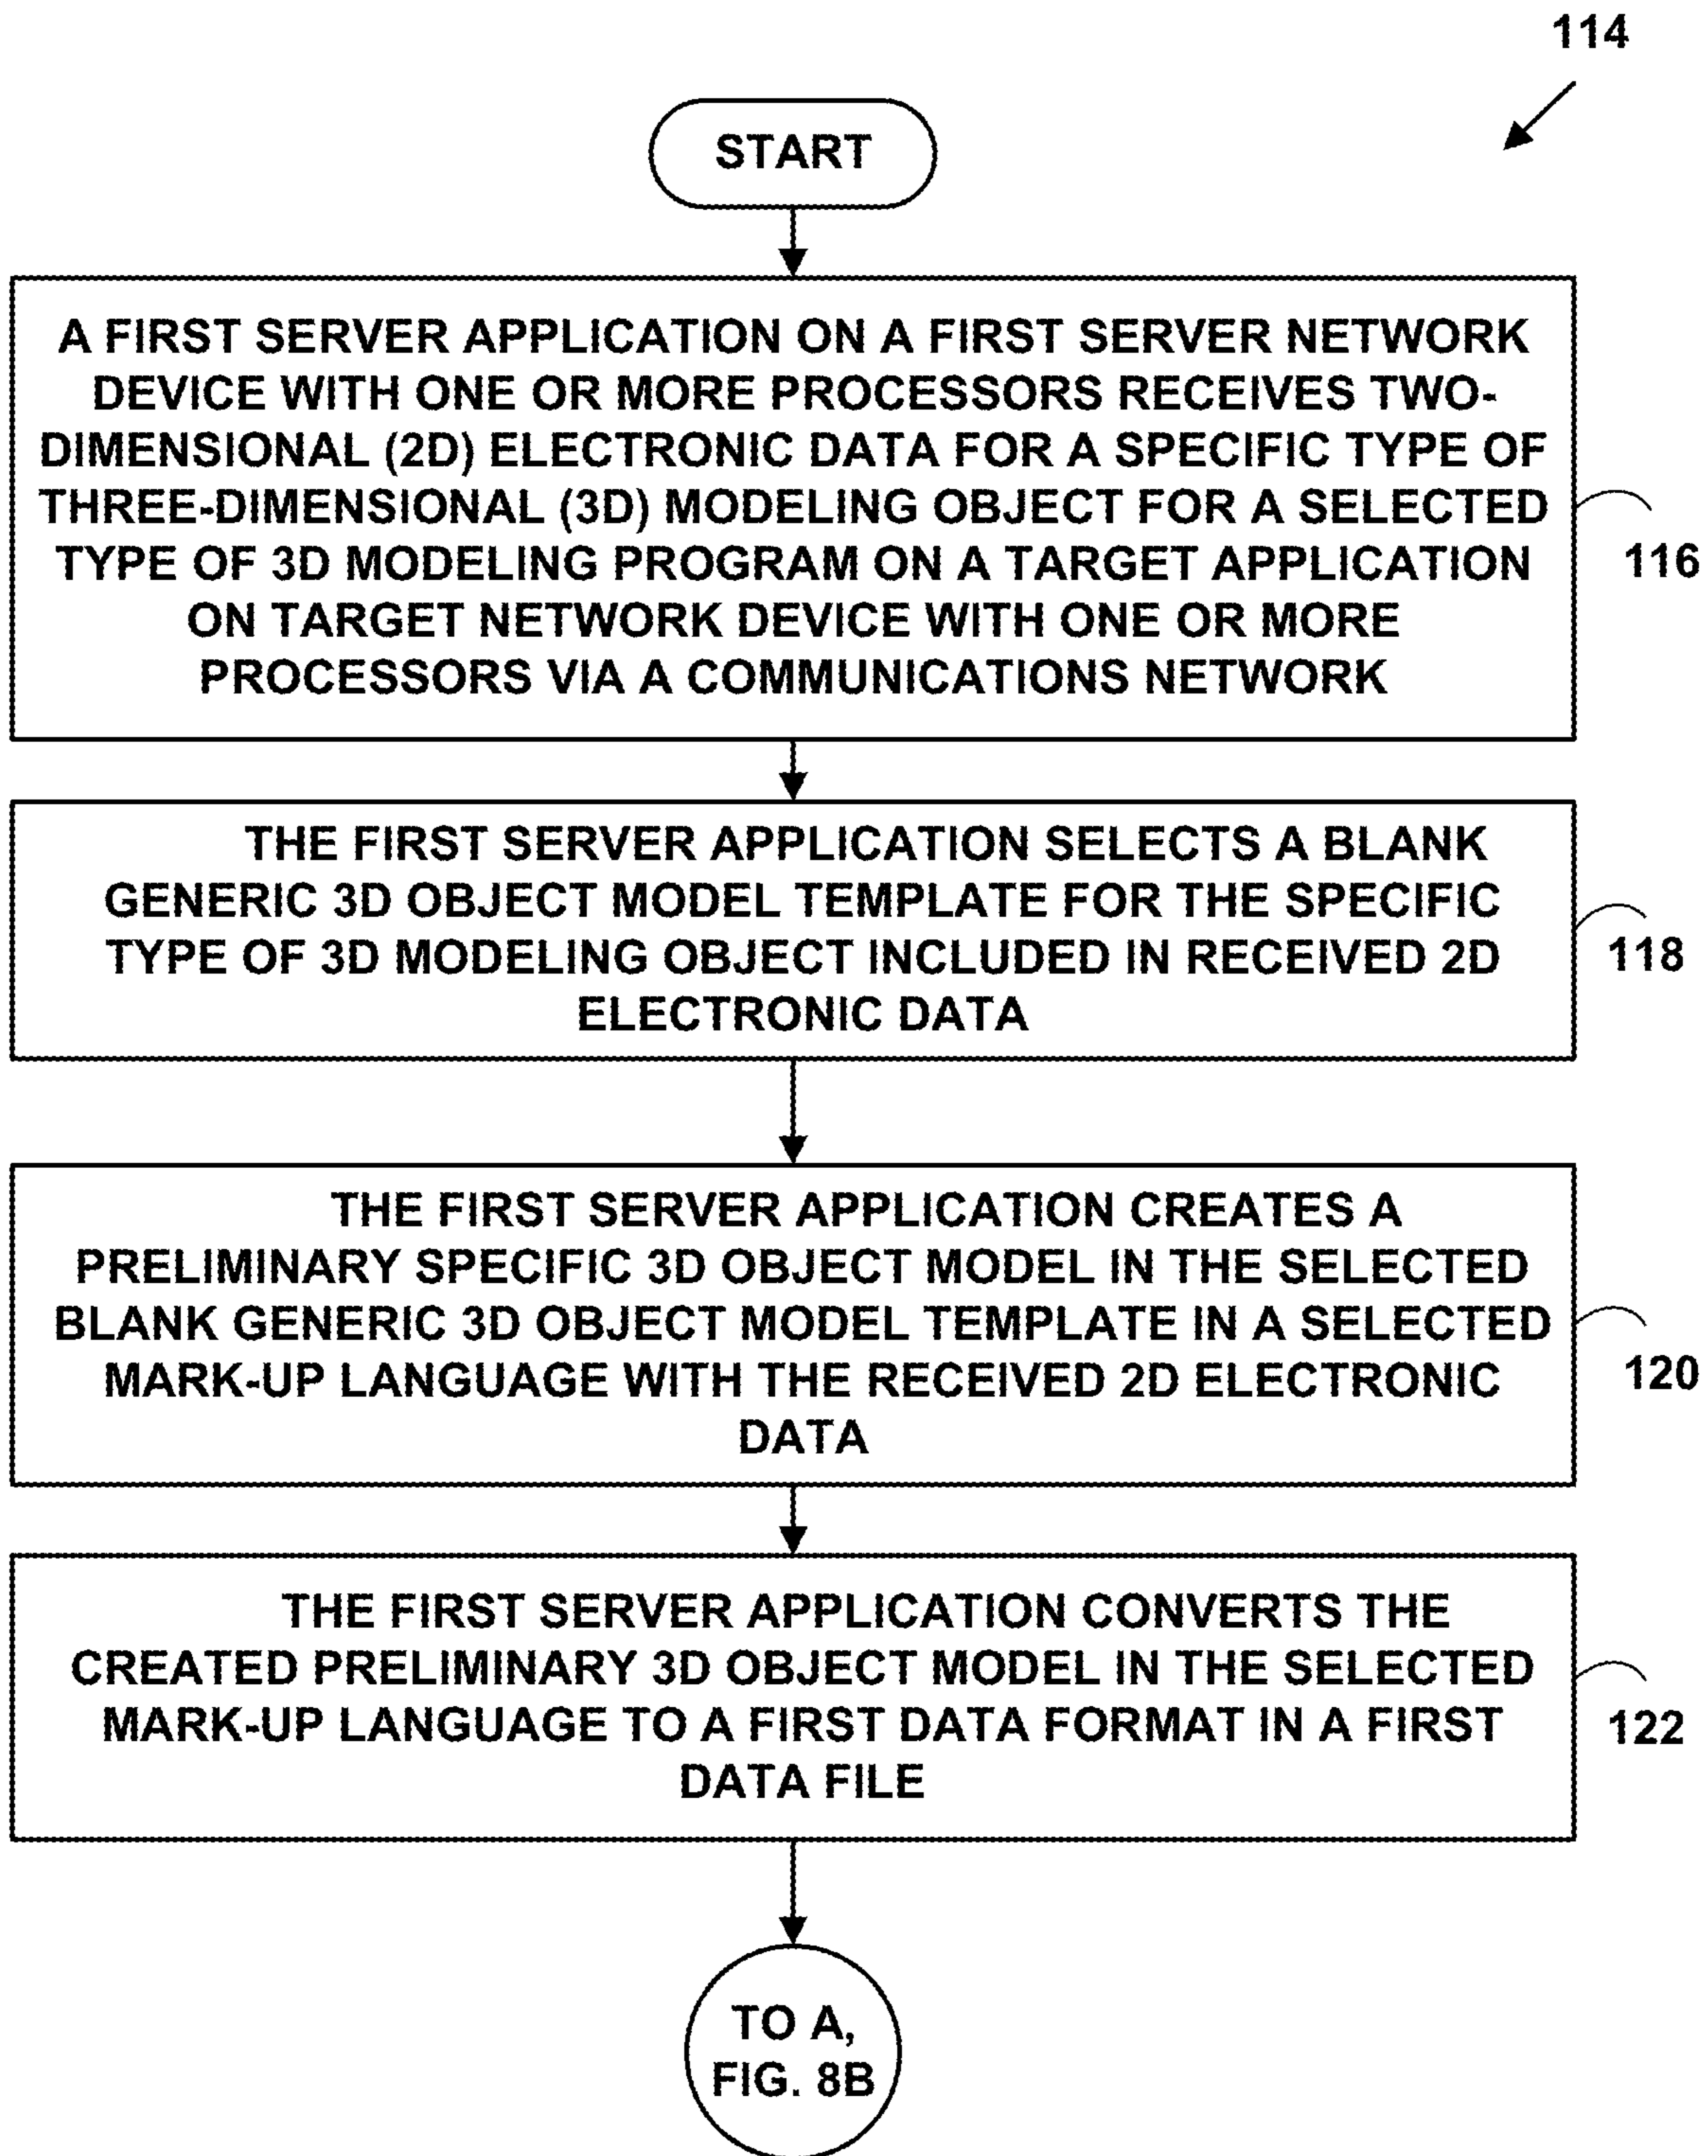 114
START
A FIRST SERVER APPLICATION ON A FIRST SERVER NETWORK
DEVICE WITH ONE OR MORE PROCESSORS RECEIVES TWO-
DIMENSIONAL (2D) ELECTRONIC DATA FOR A SPECIFIC TYPE OF
THREE-DIMENSIONAL (3D) MODELING OBJECT FOR A SELECTED
TYPE OF 3D MODELING PROGRAM ON A TARGET APPLICATION
ON TARGET NETWORK DEVICE WITH ONE OR MORE
PROCESSORS VIA A COMMUNICATIONS NETWORK
116
THE FIRST SERVER APPLICATION SELECTS A BLANK
GENERIC 3D OBJECT MODEL TEMPLATE FOR THE SPECIFIC
TYPE OF 3D MODELING OBJECT INCLUDED IN RECEIVED 2D
ELECTRONIC DATA
118
THE FIRST SERVER APPLICATION CREATES A
PRELIMINARY SPECIFIC 3D OBJECT MODEL IN THE SELECTED
BLANK GENERIC 3D OBJECT MODEL TEMPLATE IN A SELECTED
MARK-UP LANGUAGE WITH THE RECEIVED 2D ELECTRONIC
DATA
120
THE FIRST SERVER APPLICATION CONVERTS THE
CREATED PRELIMINARY 3D OBJECT MODEL IN THE SELECTED
MARK-UP LANGUAGE TO A FIRST DATA FORMAT IN A FIRST
DATA FILE
122
TO A,
FIG. 8B